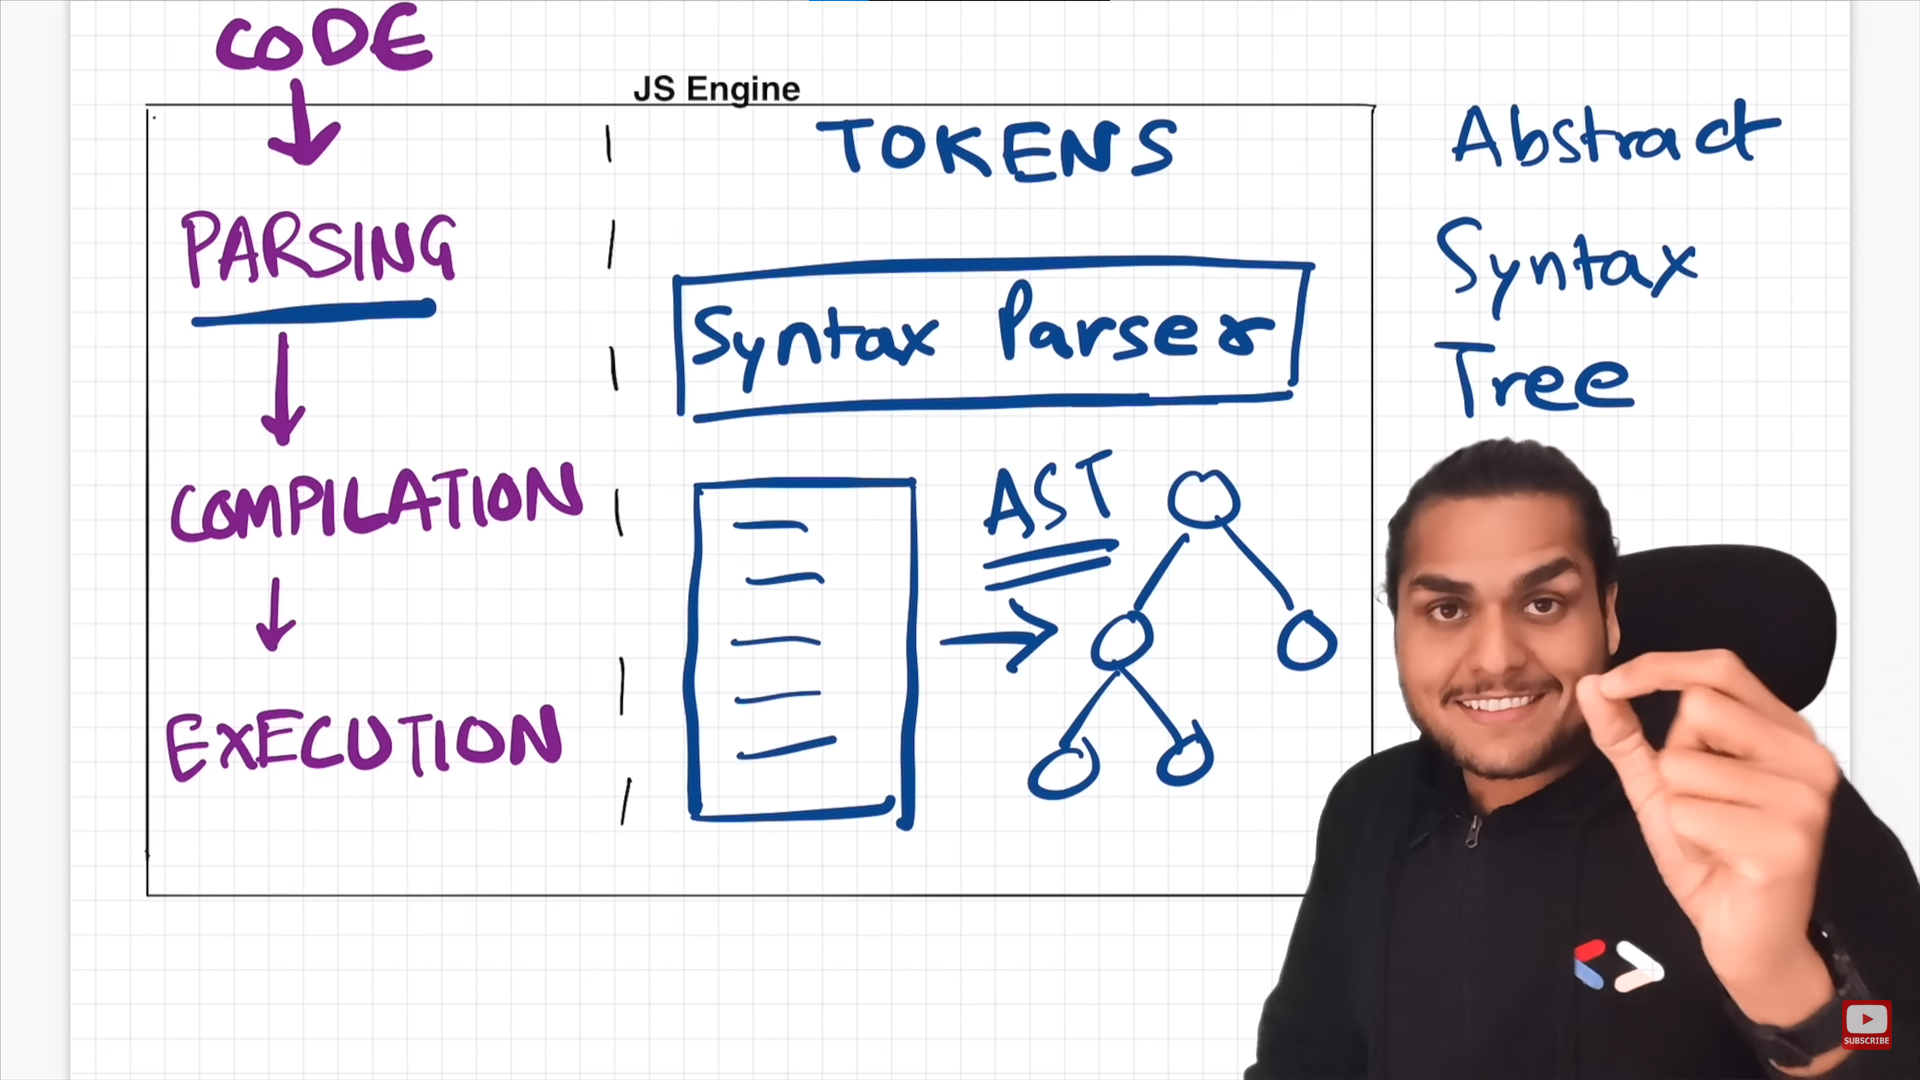 CODE
JS Engine
PARSING
COMPILATION
EXECUTION
TOKENS
Syntax Parser
AST
Abstract
Syntax
Tree
SUBSCRIBE